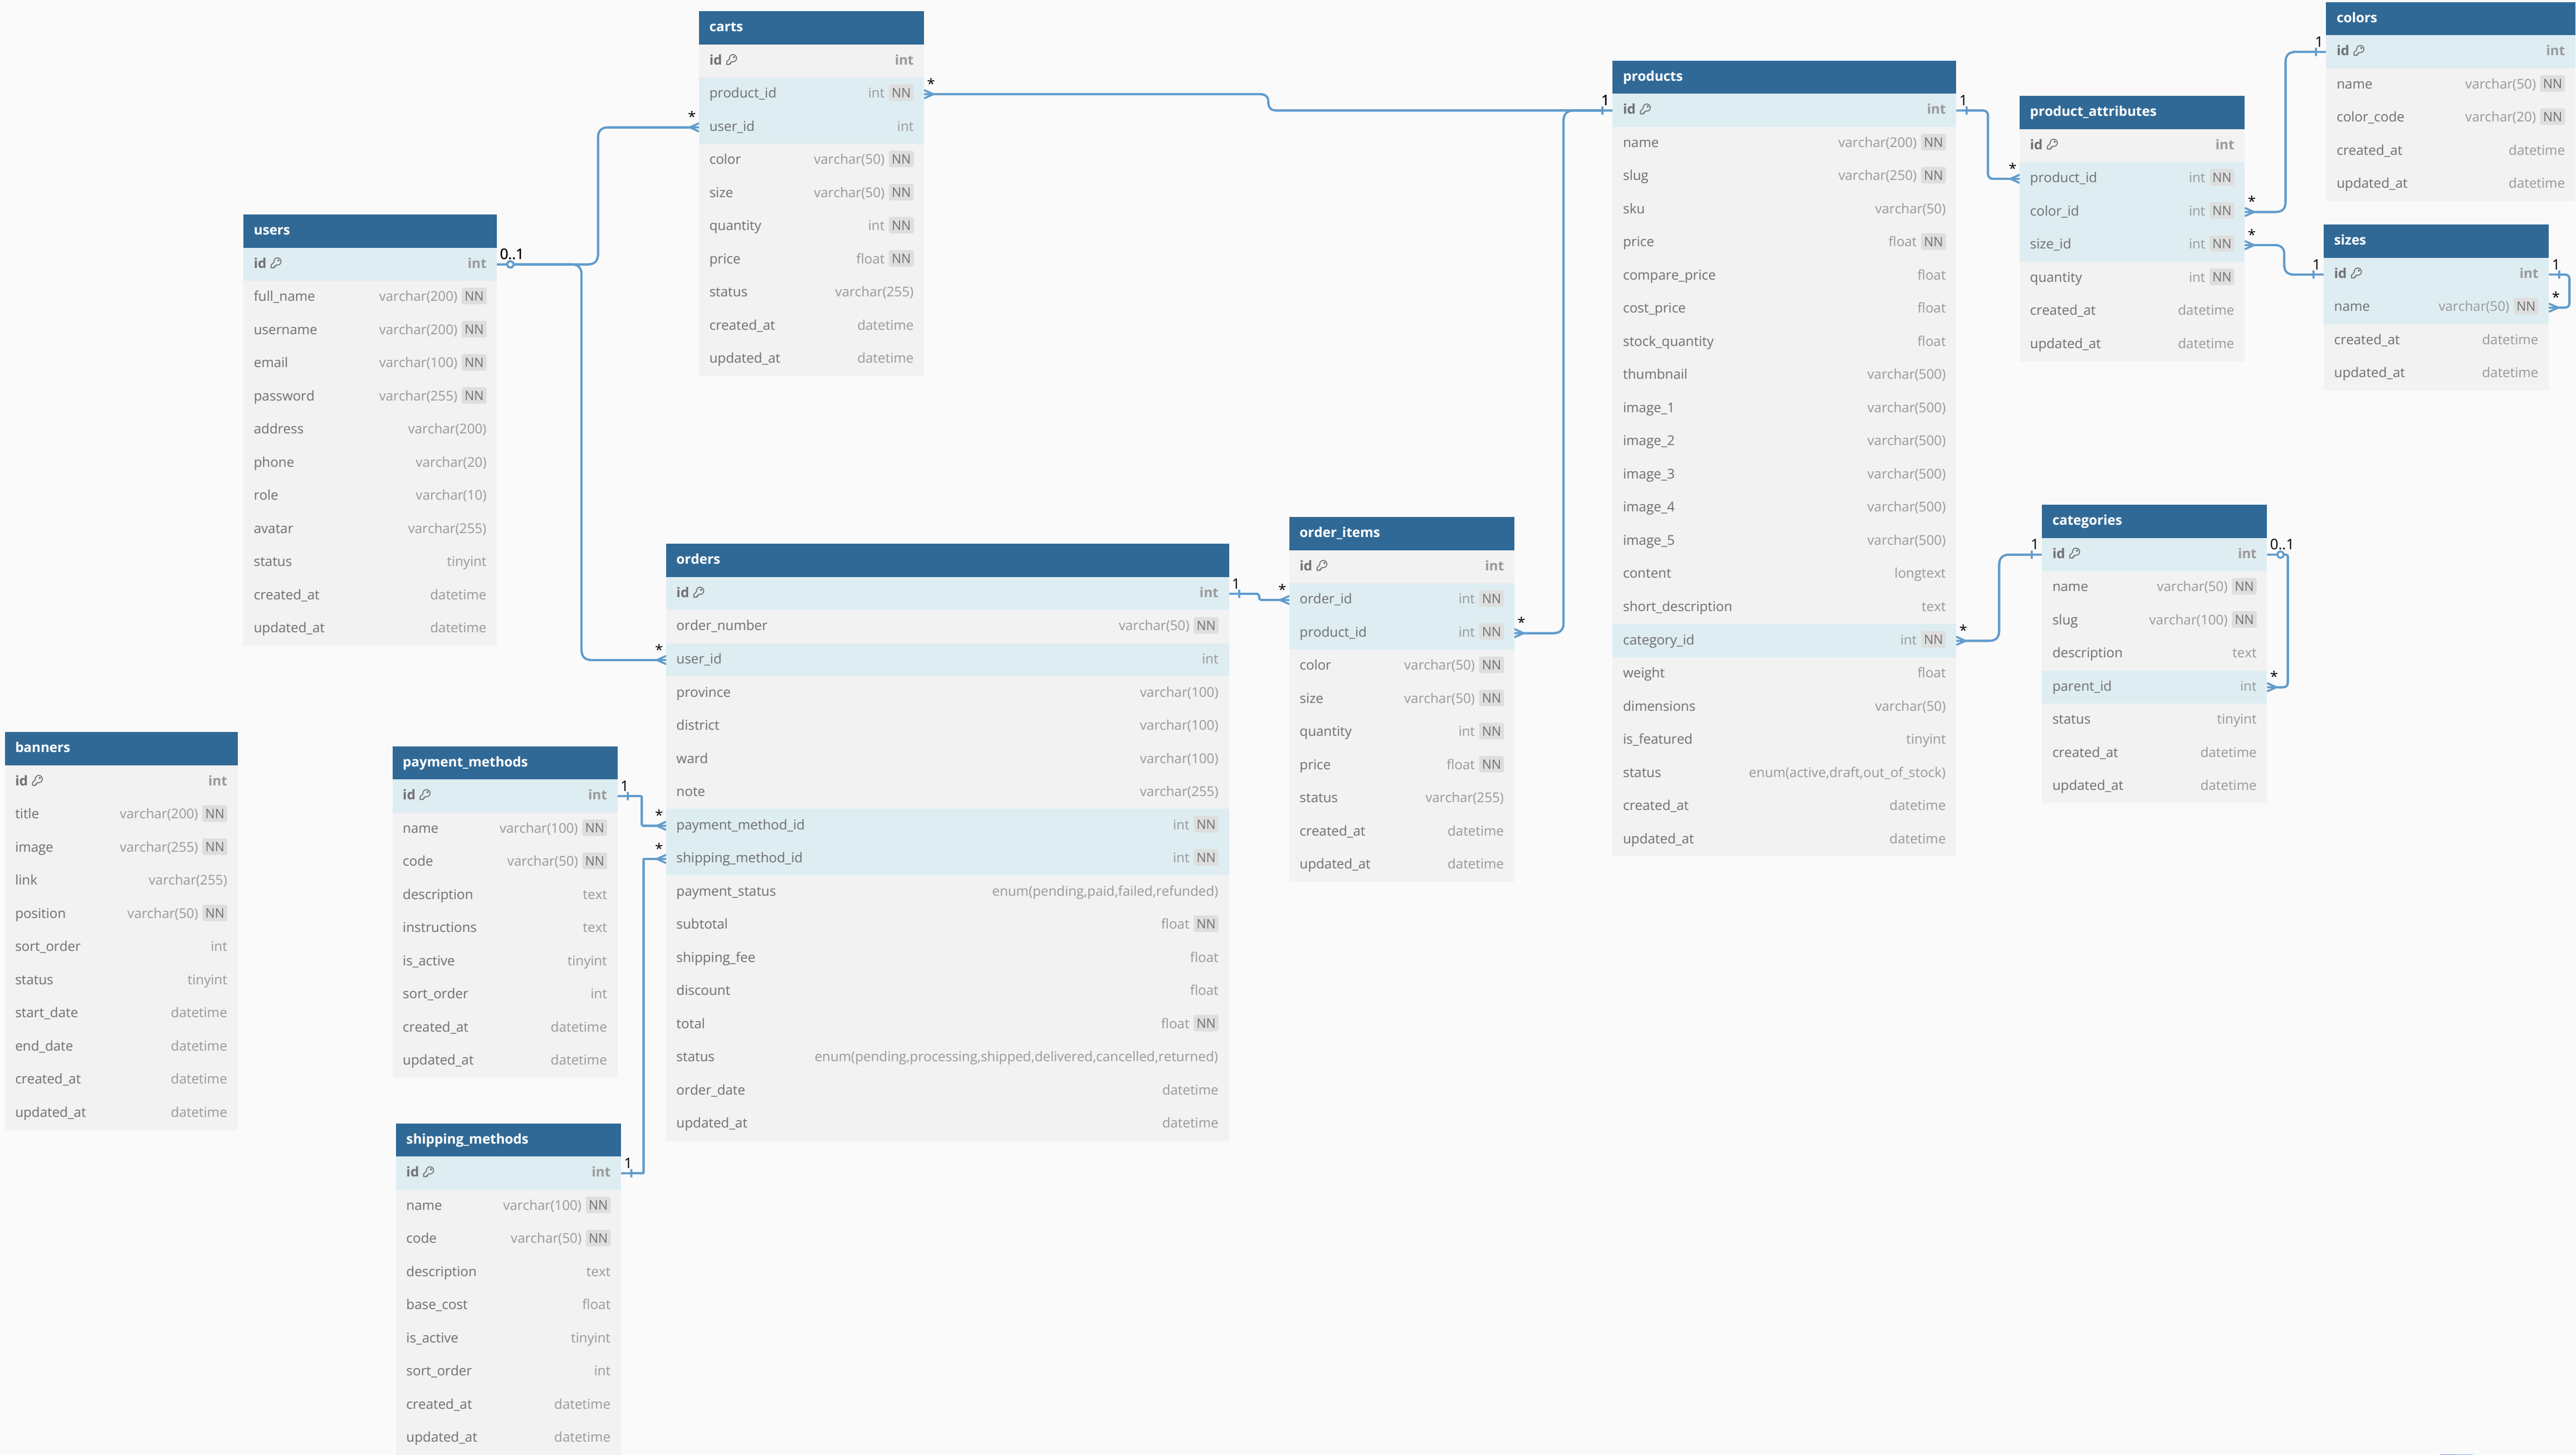 carts
id int
product_id int NN
user_id int
color varchar(50) NN
size varchar(50) NN
quantity int NN
price float NN
status varchar(255)
created_at datetime
updated_at datetime
*
*
users
id int
full_name varchar(200) NN
username varchar(200) NN
email varchar(100) NN
password varchar(255) NN
address varchar(200)
phone varchar(20)
role varchar(10)
avatar varchar(255)
status tinyint
created_at datetime
updated_at datetime
0..1
products
1 id int 1
name varchar(200) NN
slug varchar(250) NN
sku varchar(50)
price float NN
compare_price float
cost_price float
stock_quantity float
thumbnail varchar(500)
image_1 varchar(500)
image_2 varchar(500)
image_3 varchar(500)
image_4 varchar(500)
image_5 varchar(500)
content longtext
short_description text
category_id int NN *
weight float
dimensions varchar(50)
is_featured tinyint
status enum(active,draft,out_of_stock)
created_at datetime
updated_at datetime
product_attributes
id int
* product_id int NN
color_id int NN *
size_id int NN *
quantity int NN
created_at datetime
updated_at datetime
colors
1 id int
name varchar(50) NN
color_code varchar(20) NN
created_at datetime
updated_at datetime
sizes
1 id int 1
name varchar(50) NN *
created_at datetime
updated_at datetime
categories
1 id int 0..1
name varchar(50) NN
slug varchar(100) NN
description text
parent_id int *
status tinyint
created_at datetime
updated_at datetime
order_items
id int
* order_id int NN
product_id int NN *
color varchar(50) NN
size varchar(50) NN
quantity int NN
price float NN
status varchar(255)
created_at datetime
updated_at datetime
orders
id int 1
order_number varchar(50) NN
* user_id int
province varchar(100)
district varchar(100)
ward varchar(100)
note varchar(255)
* payment_method_id int NN
* shipping_method_id int NN
payment_status enum(pending,paid,failed,refunded)
subtotal float NN
shipping_fee float
discount float
total float NN
status enum(pending,processing,shipped,delivered,cancelled,returned)
order_date datetime
updated_at datetime
banners
id int
title varchar(200) NN
image varchar(255) NN
link varchar(255)
position varchar(50) NN
sort_order int
status tinyint
start_date datetime
end_date datetime
created_at datetime
updated_at datetime
payment_methods
id int 1
name varchar(100) NN
code varchar(50) NN
description text
instructions text
is_active tinyint
sort_order int
created_at datetime
updated_at datetime
shipping_methods
id int 1
name varchar(100) NN
code varchar(50) NN
description text
base_cost float
is_active tinyint
sort_order int
created_at datetime
updated_at datetime